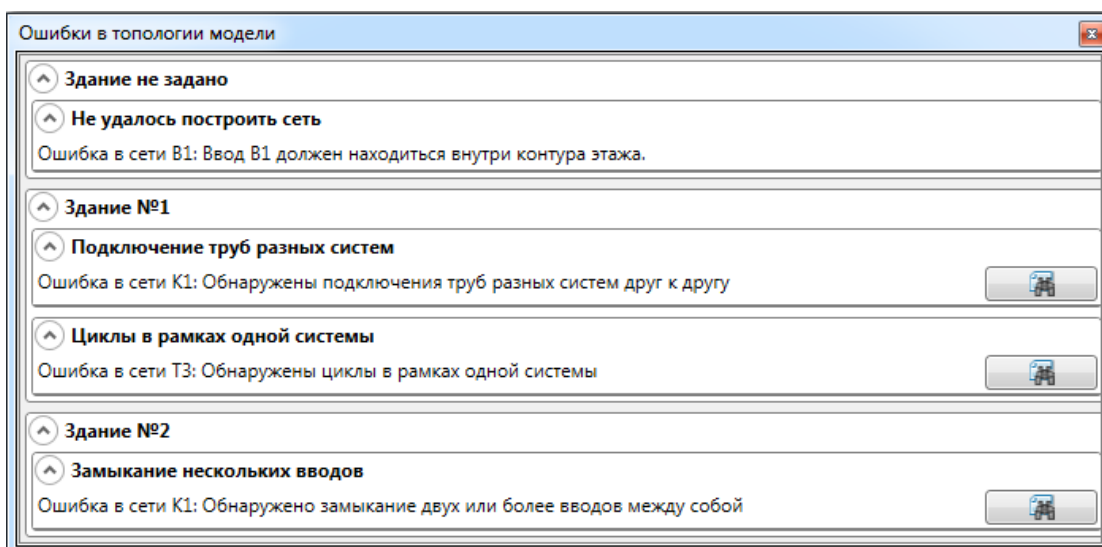 Ошибки в топологии модели
Здание не задано
Не удалось построить сеть
Ошибка в сети В1: Ввод В1 должен находиться внутри контура этажа.
Здание №1
Подключение труб разных систем
Ошибка в сети К1: Обнаружены подключения труб разных систем друг к другу
Циклы в рамках одной системы
Ошибка в сети Т3: Обнаружены циклы в рамках одной системы
Здание №2
Замыкание нескольких вводов
Ошибка в сети К1: Обнаружено замыкание двух или более вводов между собой